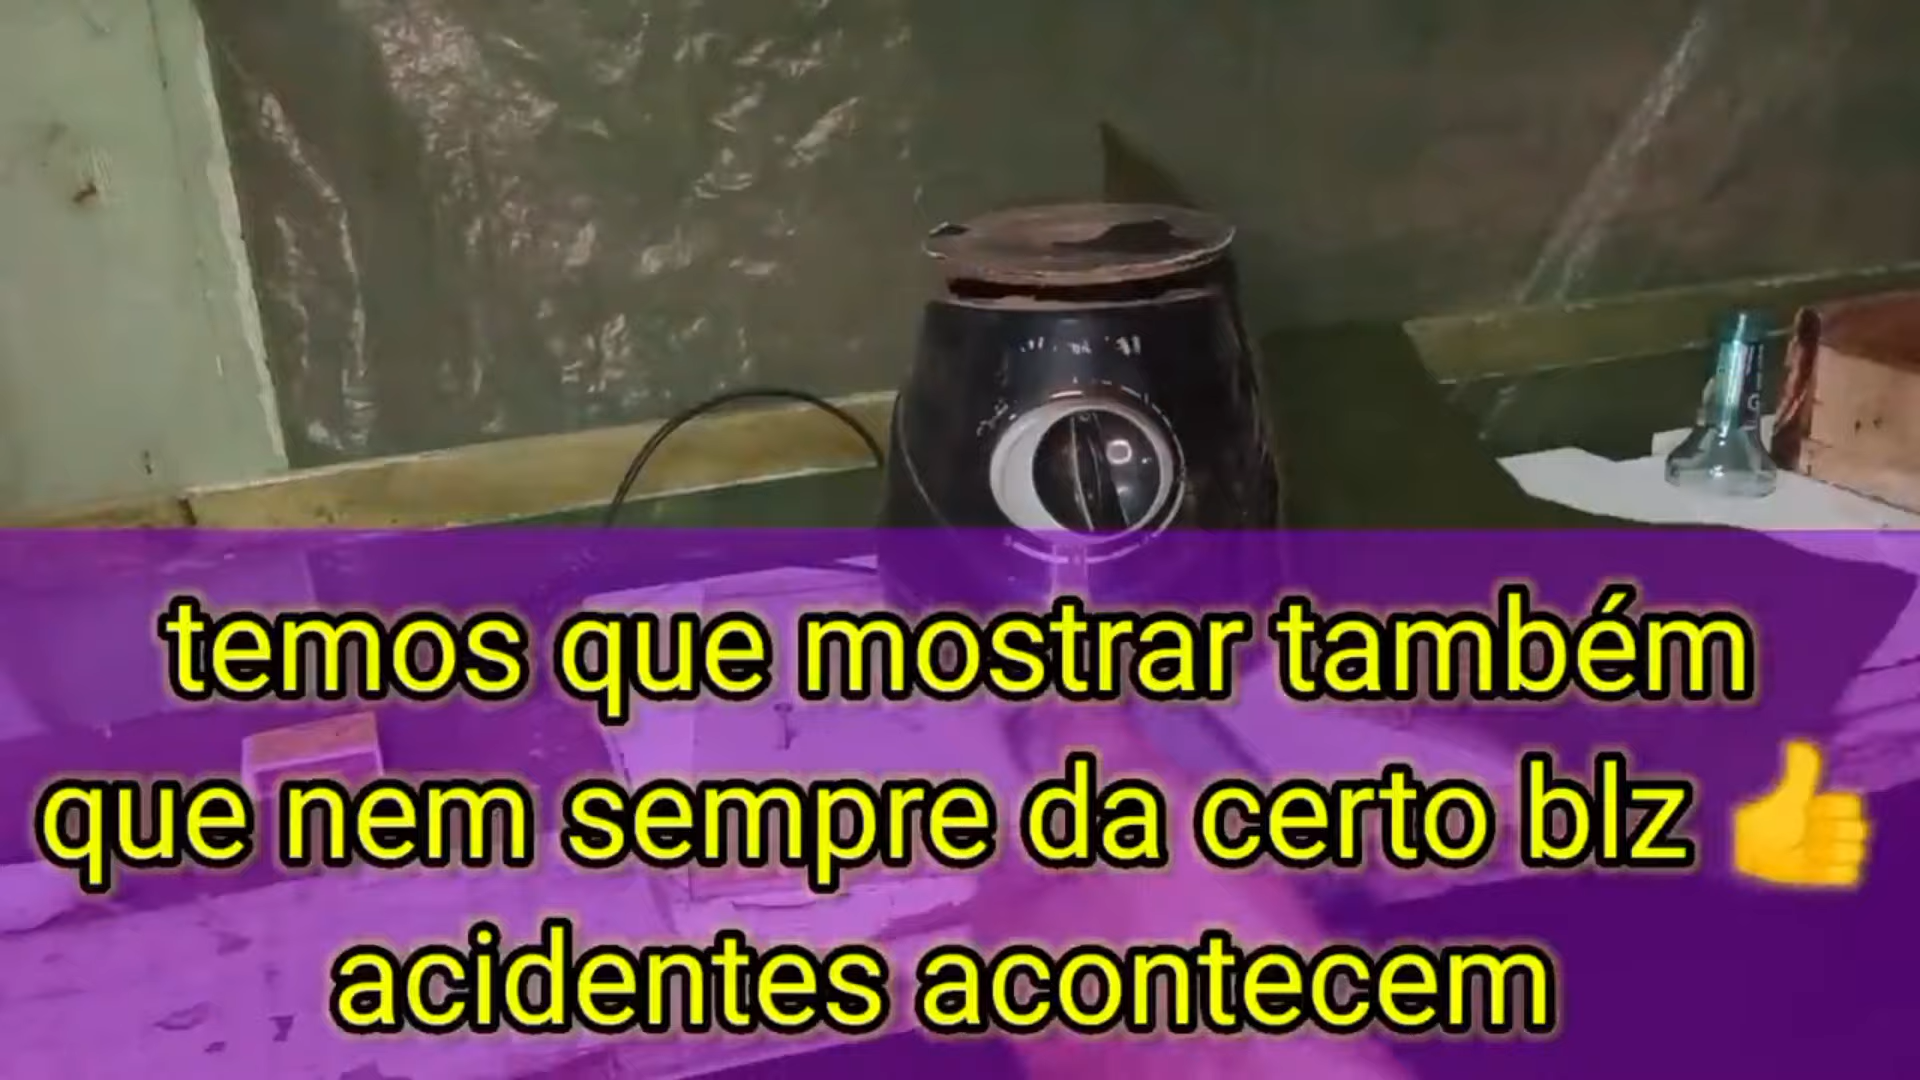 temos que mostrar também
que nem sempre da certo blz 👍
acidentes acontecem